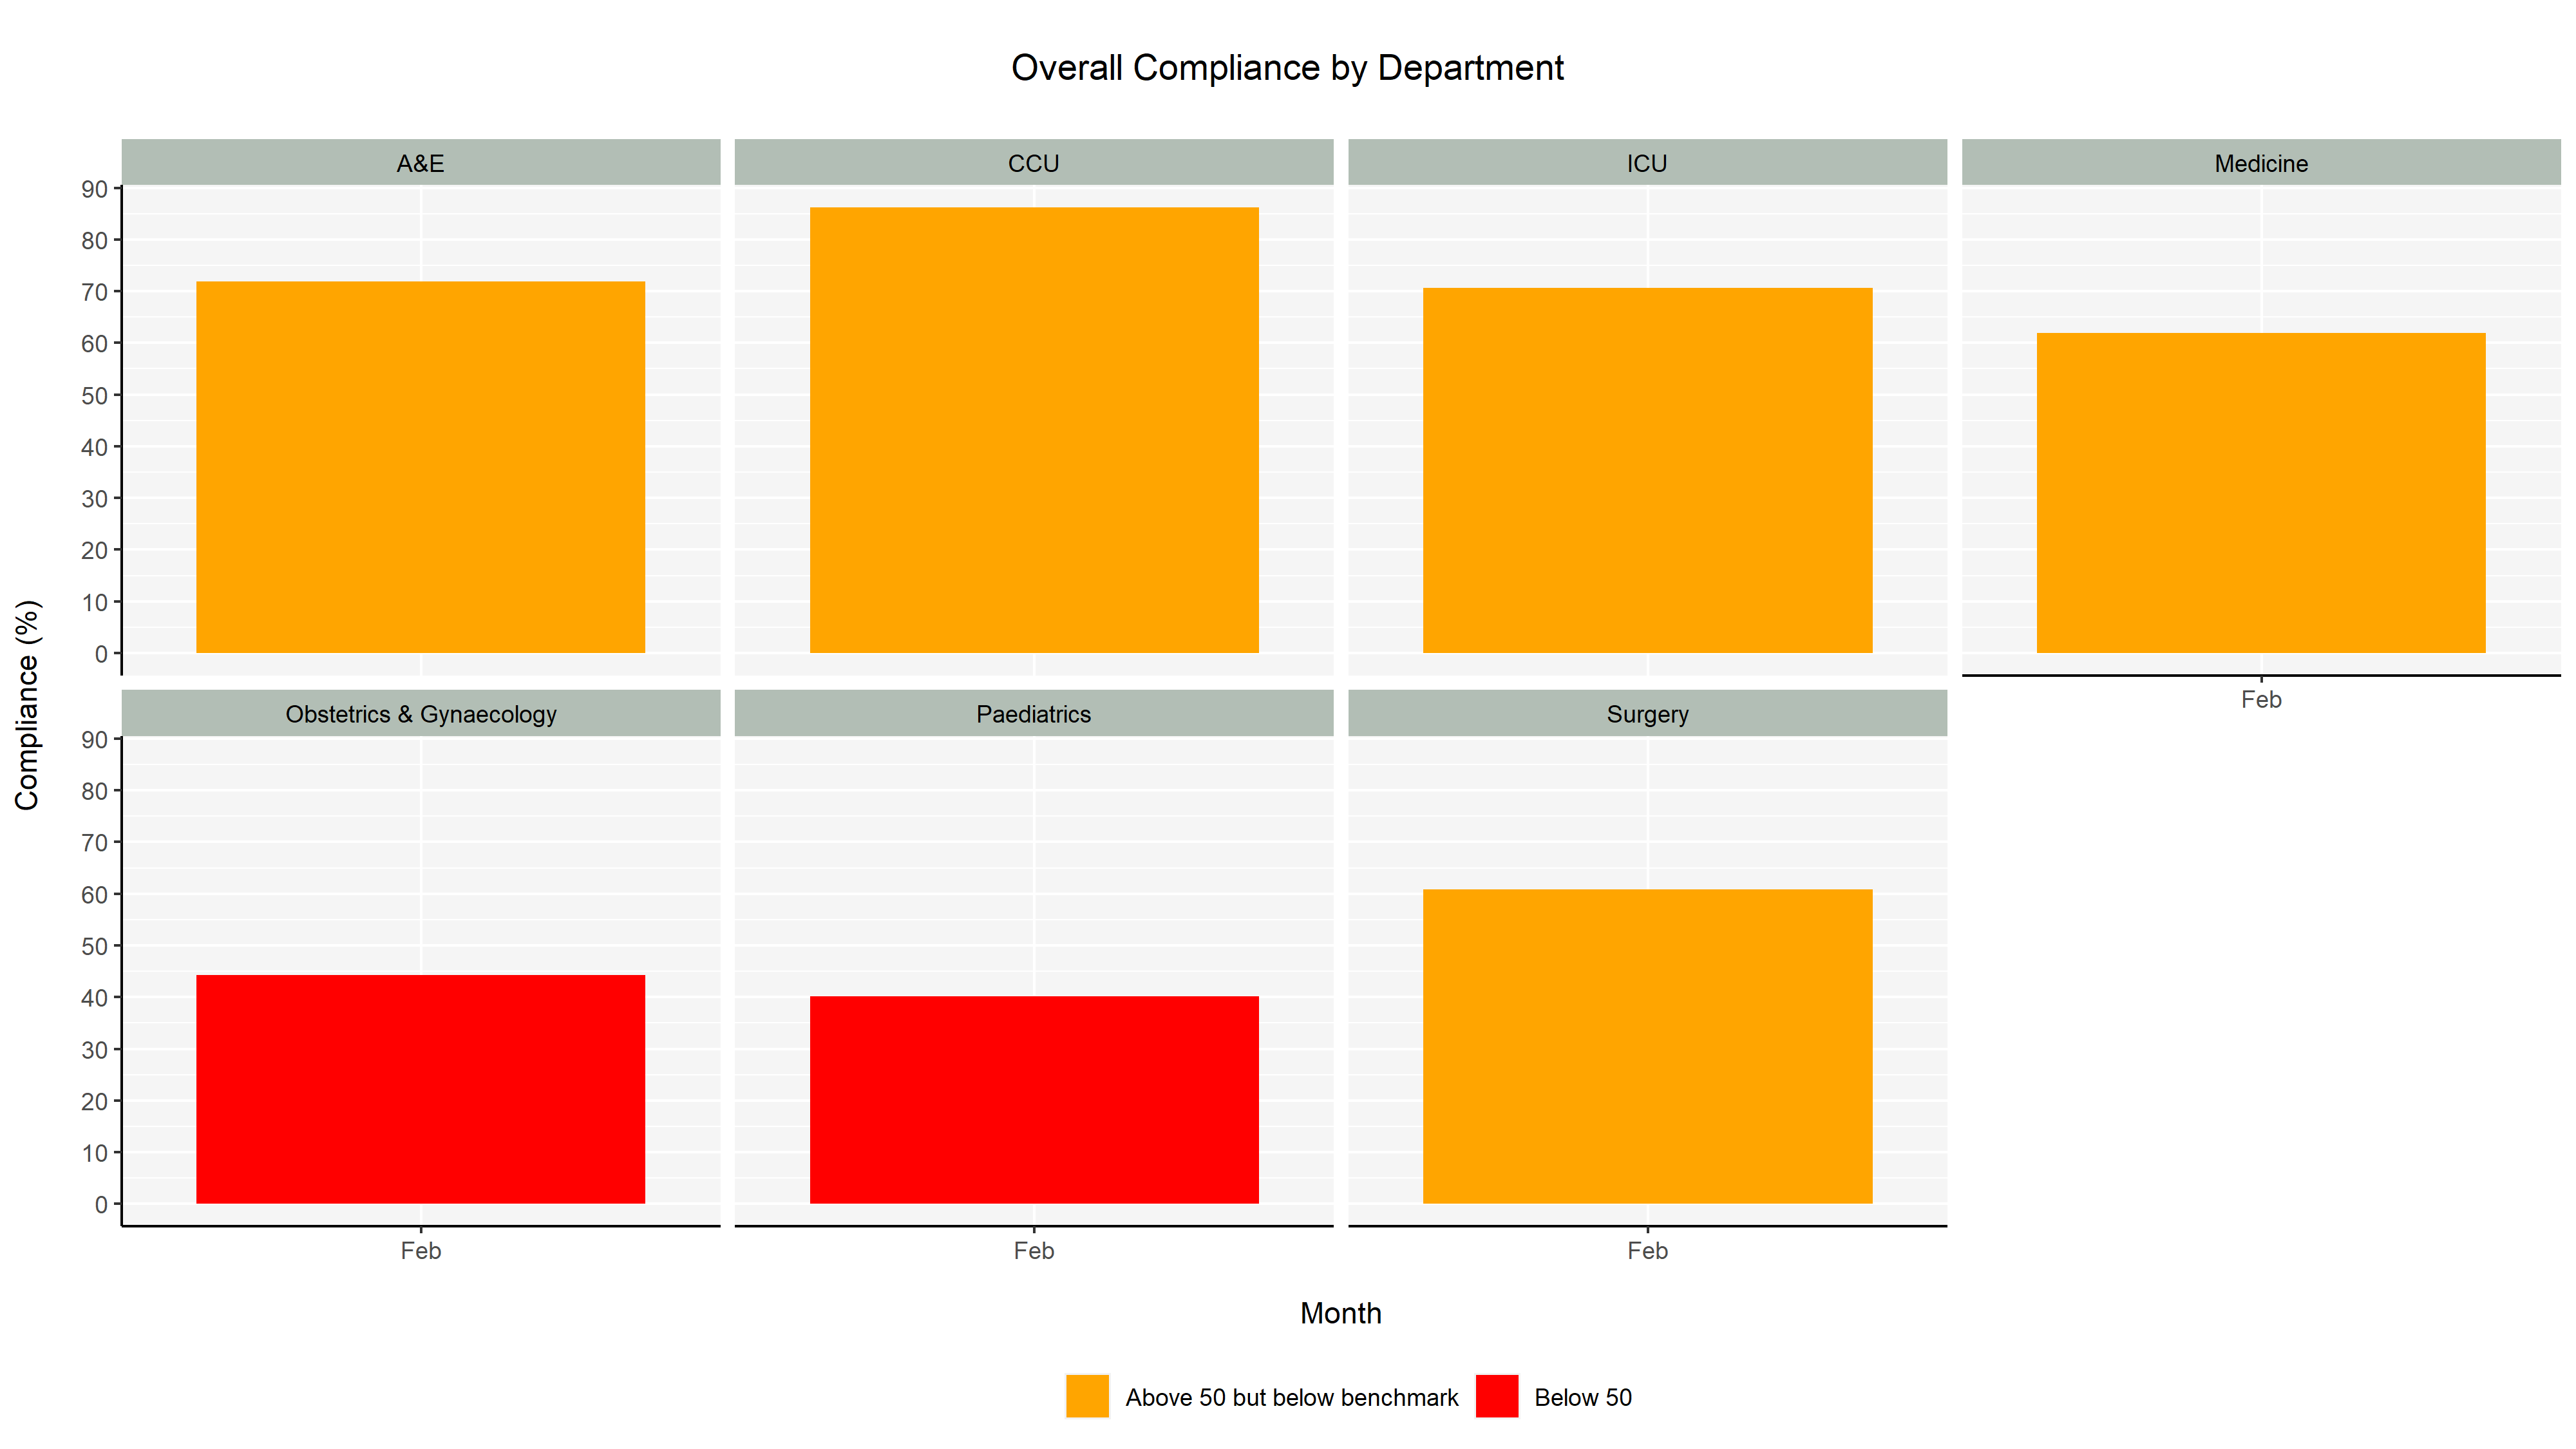 Overall Compliance by Department
A&E
CCU
ICU
Medicine
90
80
70
60
50
40
30
20
10
0
Feb
Compliance (%)
Obstetrics & Gynaecology
Paediatrics
Surgery
90
80
70
60
50
40
30
20
10
0
Feb
Feb
Feb
Month
Above 50 but below benchmark
Below 50